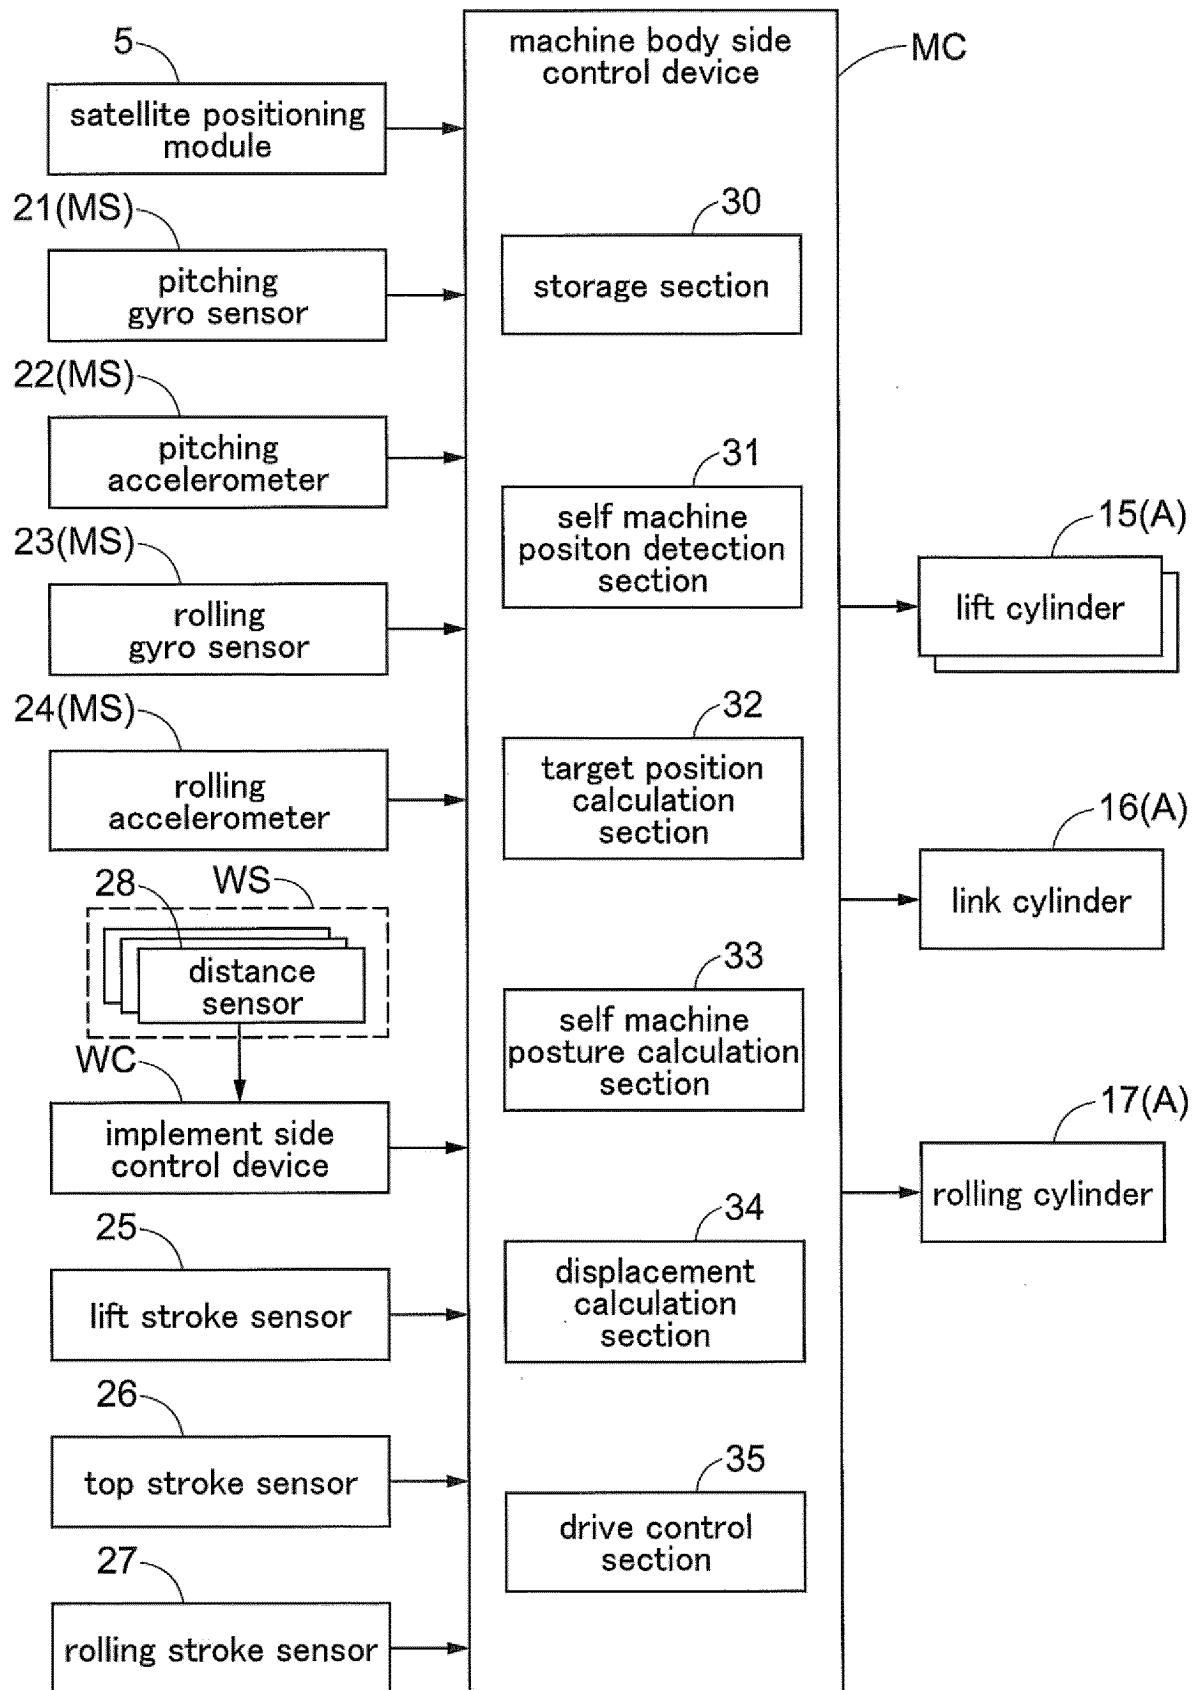 5
satellite positioning
module
21(MS)
pitching
gyro sensor
22(MS)
pitching
accelerometer
23(MS)
rolling
gyro sensor
24(MS)
rolling
accelerometer
28
WS
distance
sensor
WC
implement side
control device
25
lift stroke sensor
26
top stroke sensor
27
rolling stroke sensor
machine body side
control device
MC
30
storage section
31
self machine
positon detection
section
32
target position
calculation
section
33
self machine
posture calculation
section
34
displacement
calculation
section
35
drive control
section
15(A)
lift cylinder
16(A)
link cylinder
17(A)
rolling cylinder